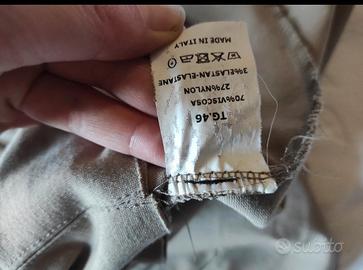 TG.46
70%VISCOSA
27%NYLON
3%ELASTAN-ELASTANE
MADE IN ITALY
subito